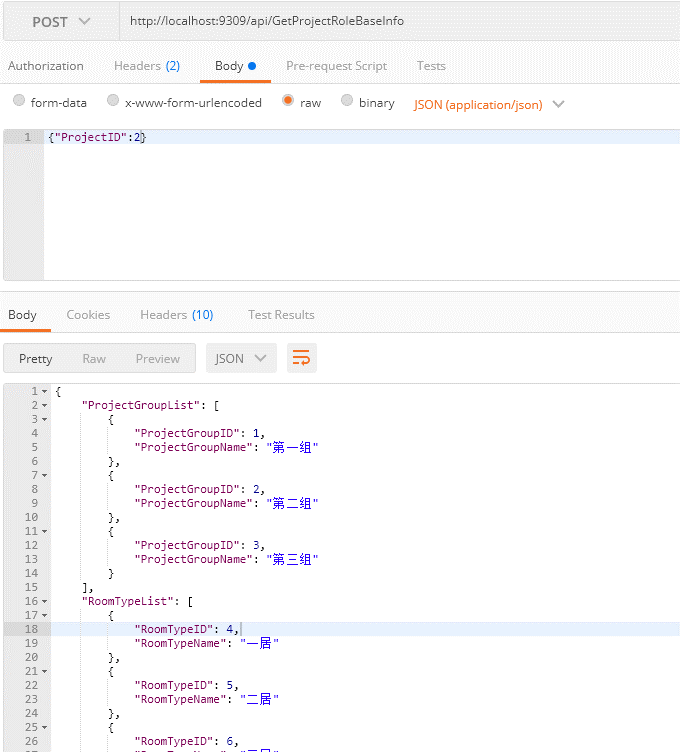 POST http://localhost:9309/api/GetProjectRoleBaseInfo
Authorization Headers (2) Body Pre-request Script Tests
form-data x-www-form-urlencoded raw binary JSON (application/json)
1 {"ProjectID":2}
Body Cookies Headers (10) Test Results
Pretty Raw Preview JSON
1 {
2 "ProjectGroupList": [
3 {
4 "ProjectGroupID": 1,
5 "ProjectGroupName": "第一组"
6 },
7 {
8 "ProjectGroupID": 2,
9 "ProjectGroupName": "第二组"
10 },
11 {
12 "ProjectGroupID": 3,
13 "ProjectGroupName": "第三组"
14 }
15 ],
16 "RoomTypeList": [
17 {
18 "RoomTypeID": 4,
19 "RoomTypeName": "一居"
20 },
21 {
22 "RoomTypeID": 5,
23 "RoomTypeName": "二居"
24 },
25 {
26 "RoomTypeID": 6,